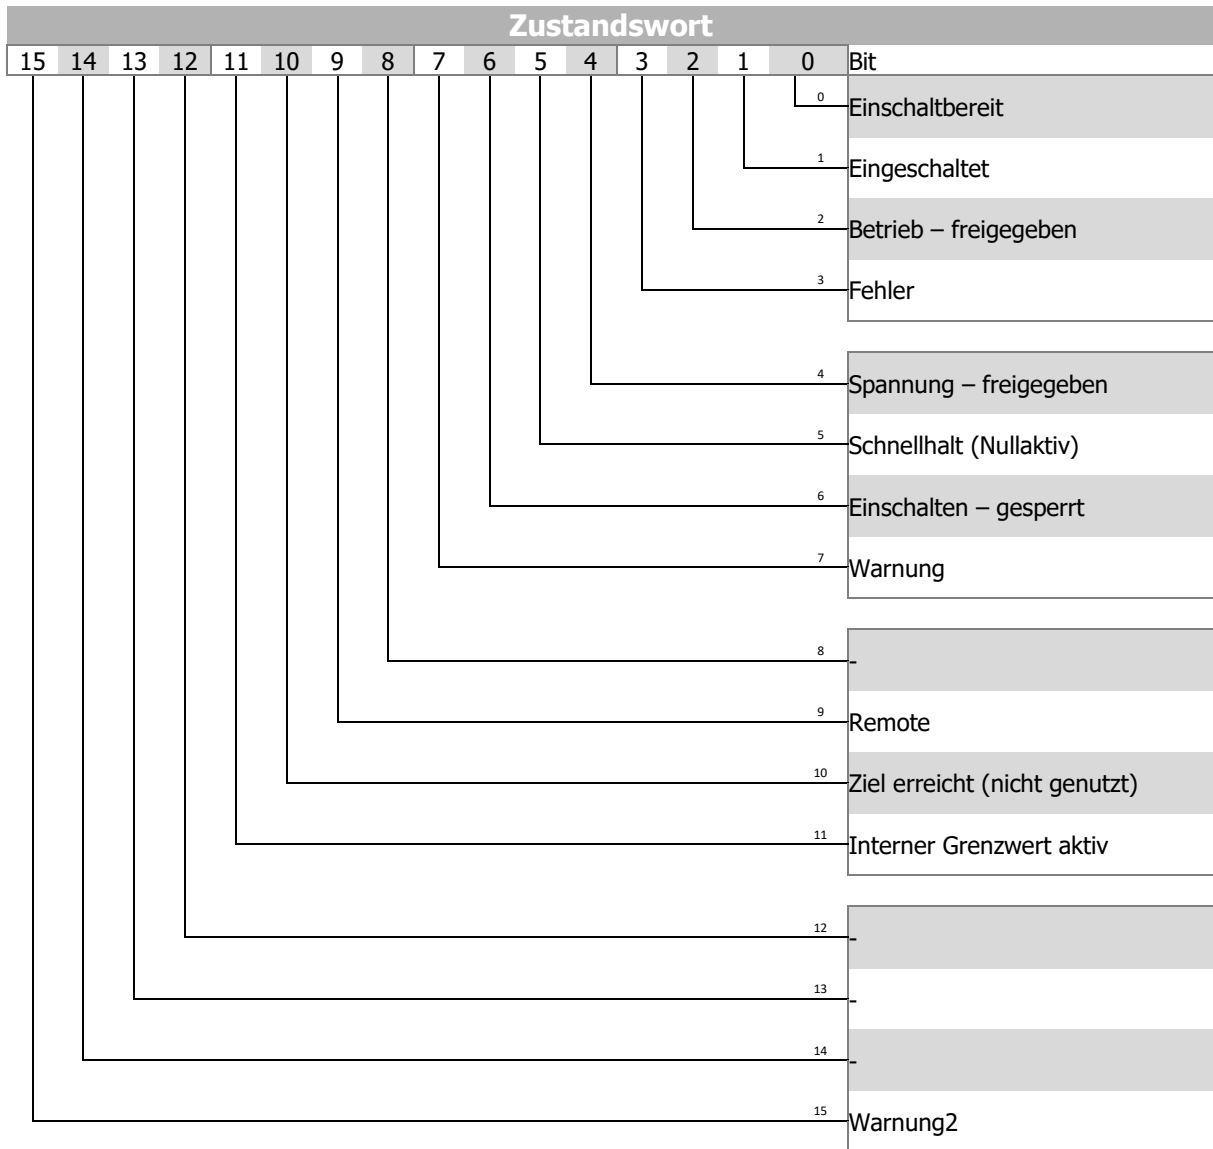 Zustandswort
15 14 13 12 11 10 9 8 7 6 5 4 3 2 1 0 Bit
0 Einschaltbereit
1 Eingeschaltet
2 Betrieb – freigegeben
3 Fehler
4 Spannung – freigegeben
5 Schnellhalt (Nullaktiv)
6 Einschalten – gesperrt
7 Warnung
8 -
9 Remote
10 Ziel erreicht (nicht genutzt)
11 Interner Grenzwert aktiv
12 -
13 -
14 -
15 Warnung2